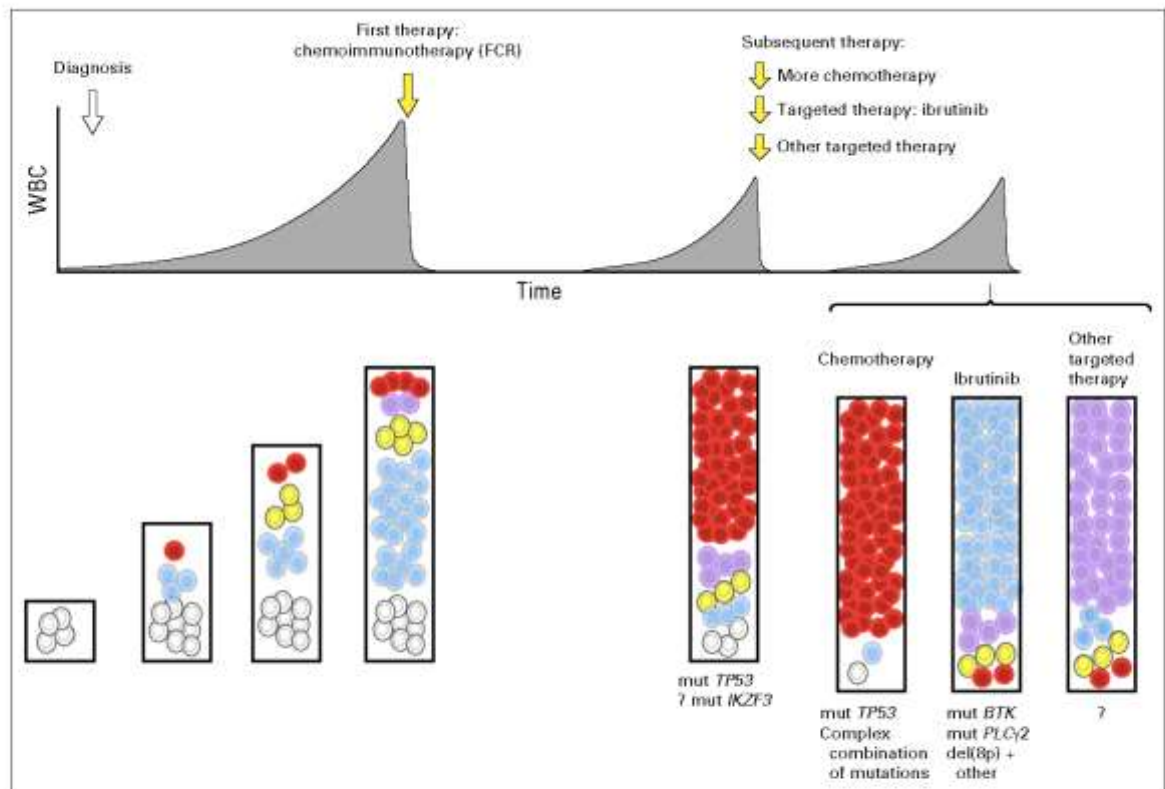 First therapy:
chemoimmunotherapy (FCR)
Diagnosis
Subsequent therapy:
More chemotherapy
Targeted therapy: ibrutinib
Other targeted therapy
WBC
Time
Chemotherapy
Ibrutinib
Other
targeted
therapy
mut TP53
? mut IKZF3
mut TP53
Complex
combination
of mutations
mut BTK
mut PLCγ2
del(8p) +
other
?